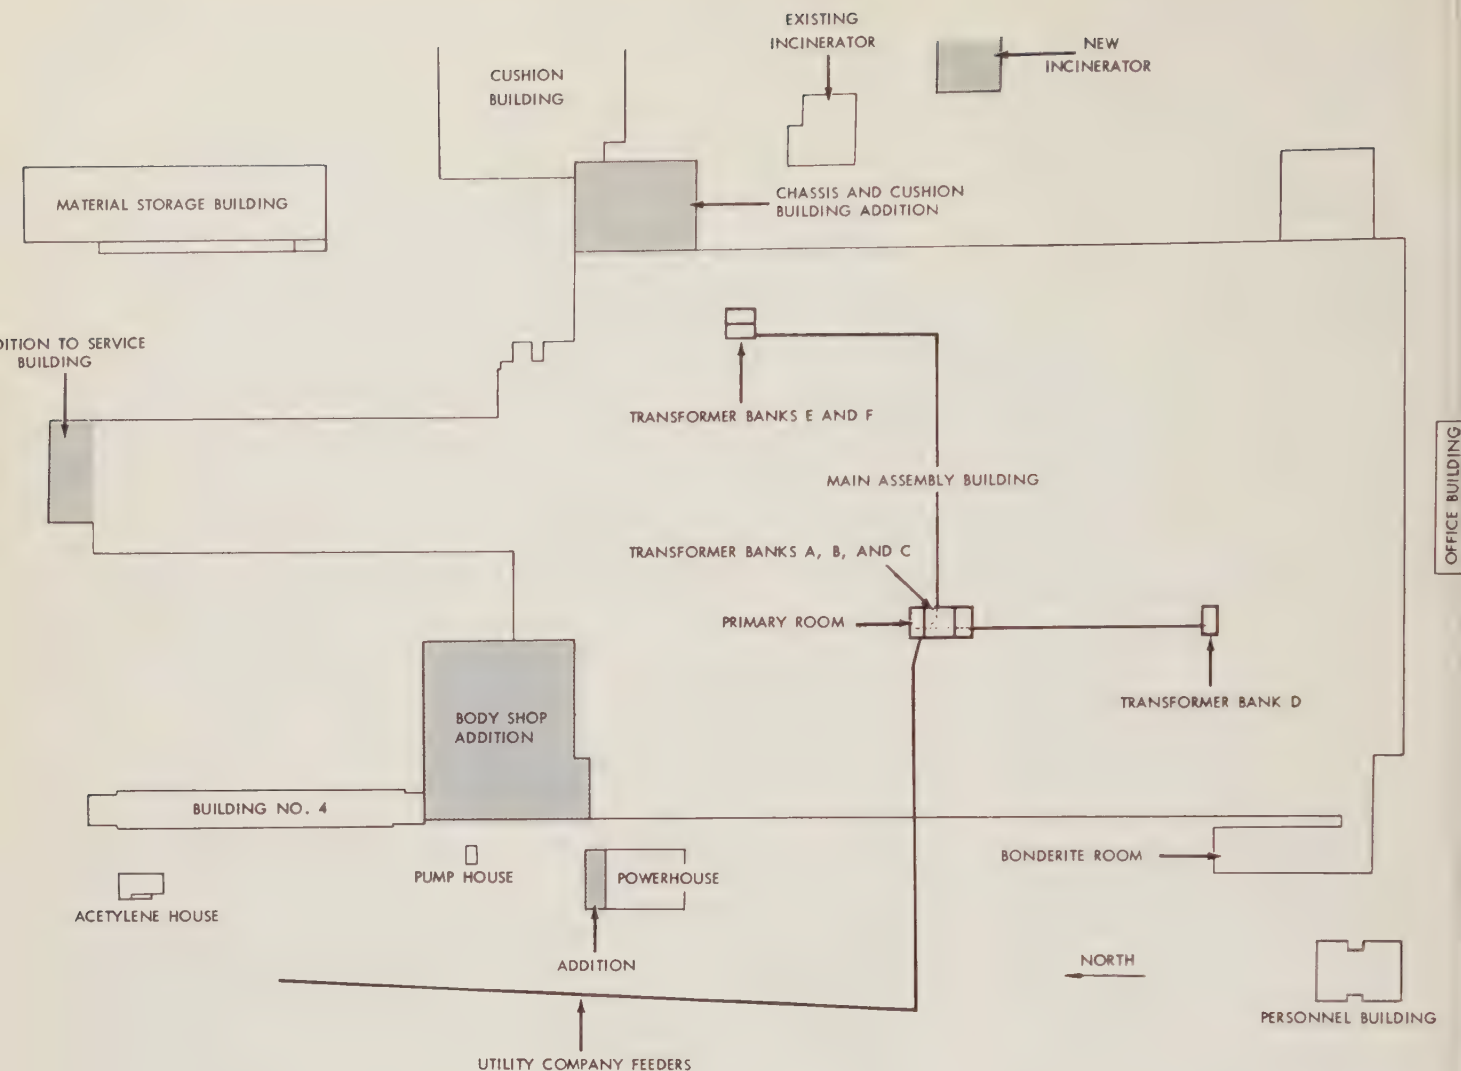 EXISTING
INCINERATOR
NEW
INCINERATOR
CUSHION
BUILDING
MATERIAL STORAGE BUILDING
CHASSIS AND CUSHION
BUILDING ADDITION
DITION TO SERVICE
BUILDING
TRANSFORMER BANKS E AND F
MAIN ASSEMBLY BUILDING
OFFICE BUILDING
TRANSFORMER BANKS A, B, AND C
PRIMARY ROOM
TRANSFORMER BANK D
BODY SHOP
ADDITION
BUILDING NO. 4
BONDERITE ROOM
PUMP HOUSE
POWERHOUSE
ACETYLENE HOUSE
ADDITION
NORTH
PERSONNEL BUILDING
UTILITY COMPANY FEEDERS